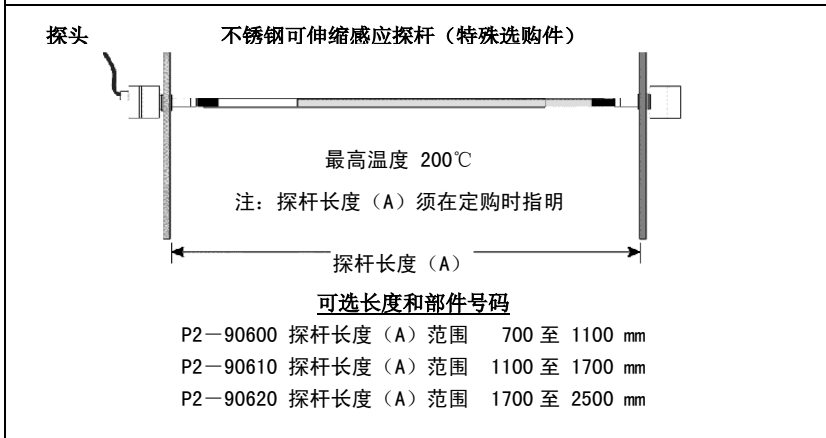 探头 不锈钢可伸缩感应探杆（特殊选购件）
最高温度 200℃
注：探杆长度（A）须在定购时指明
探杆长度（A）
可选长度和部件号码
P2－90600 探杆长度（A）范围 700 至 1100 mm
P2－90610 探杆长度（A）范围 1100 至 1700 mm
P2－90620 探杆长度（A）范围 1700 至 2500 mm